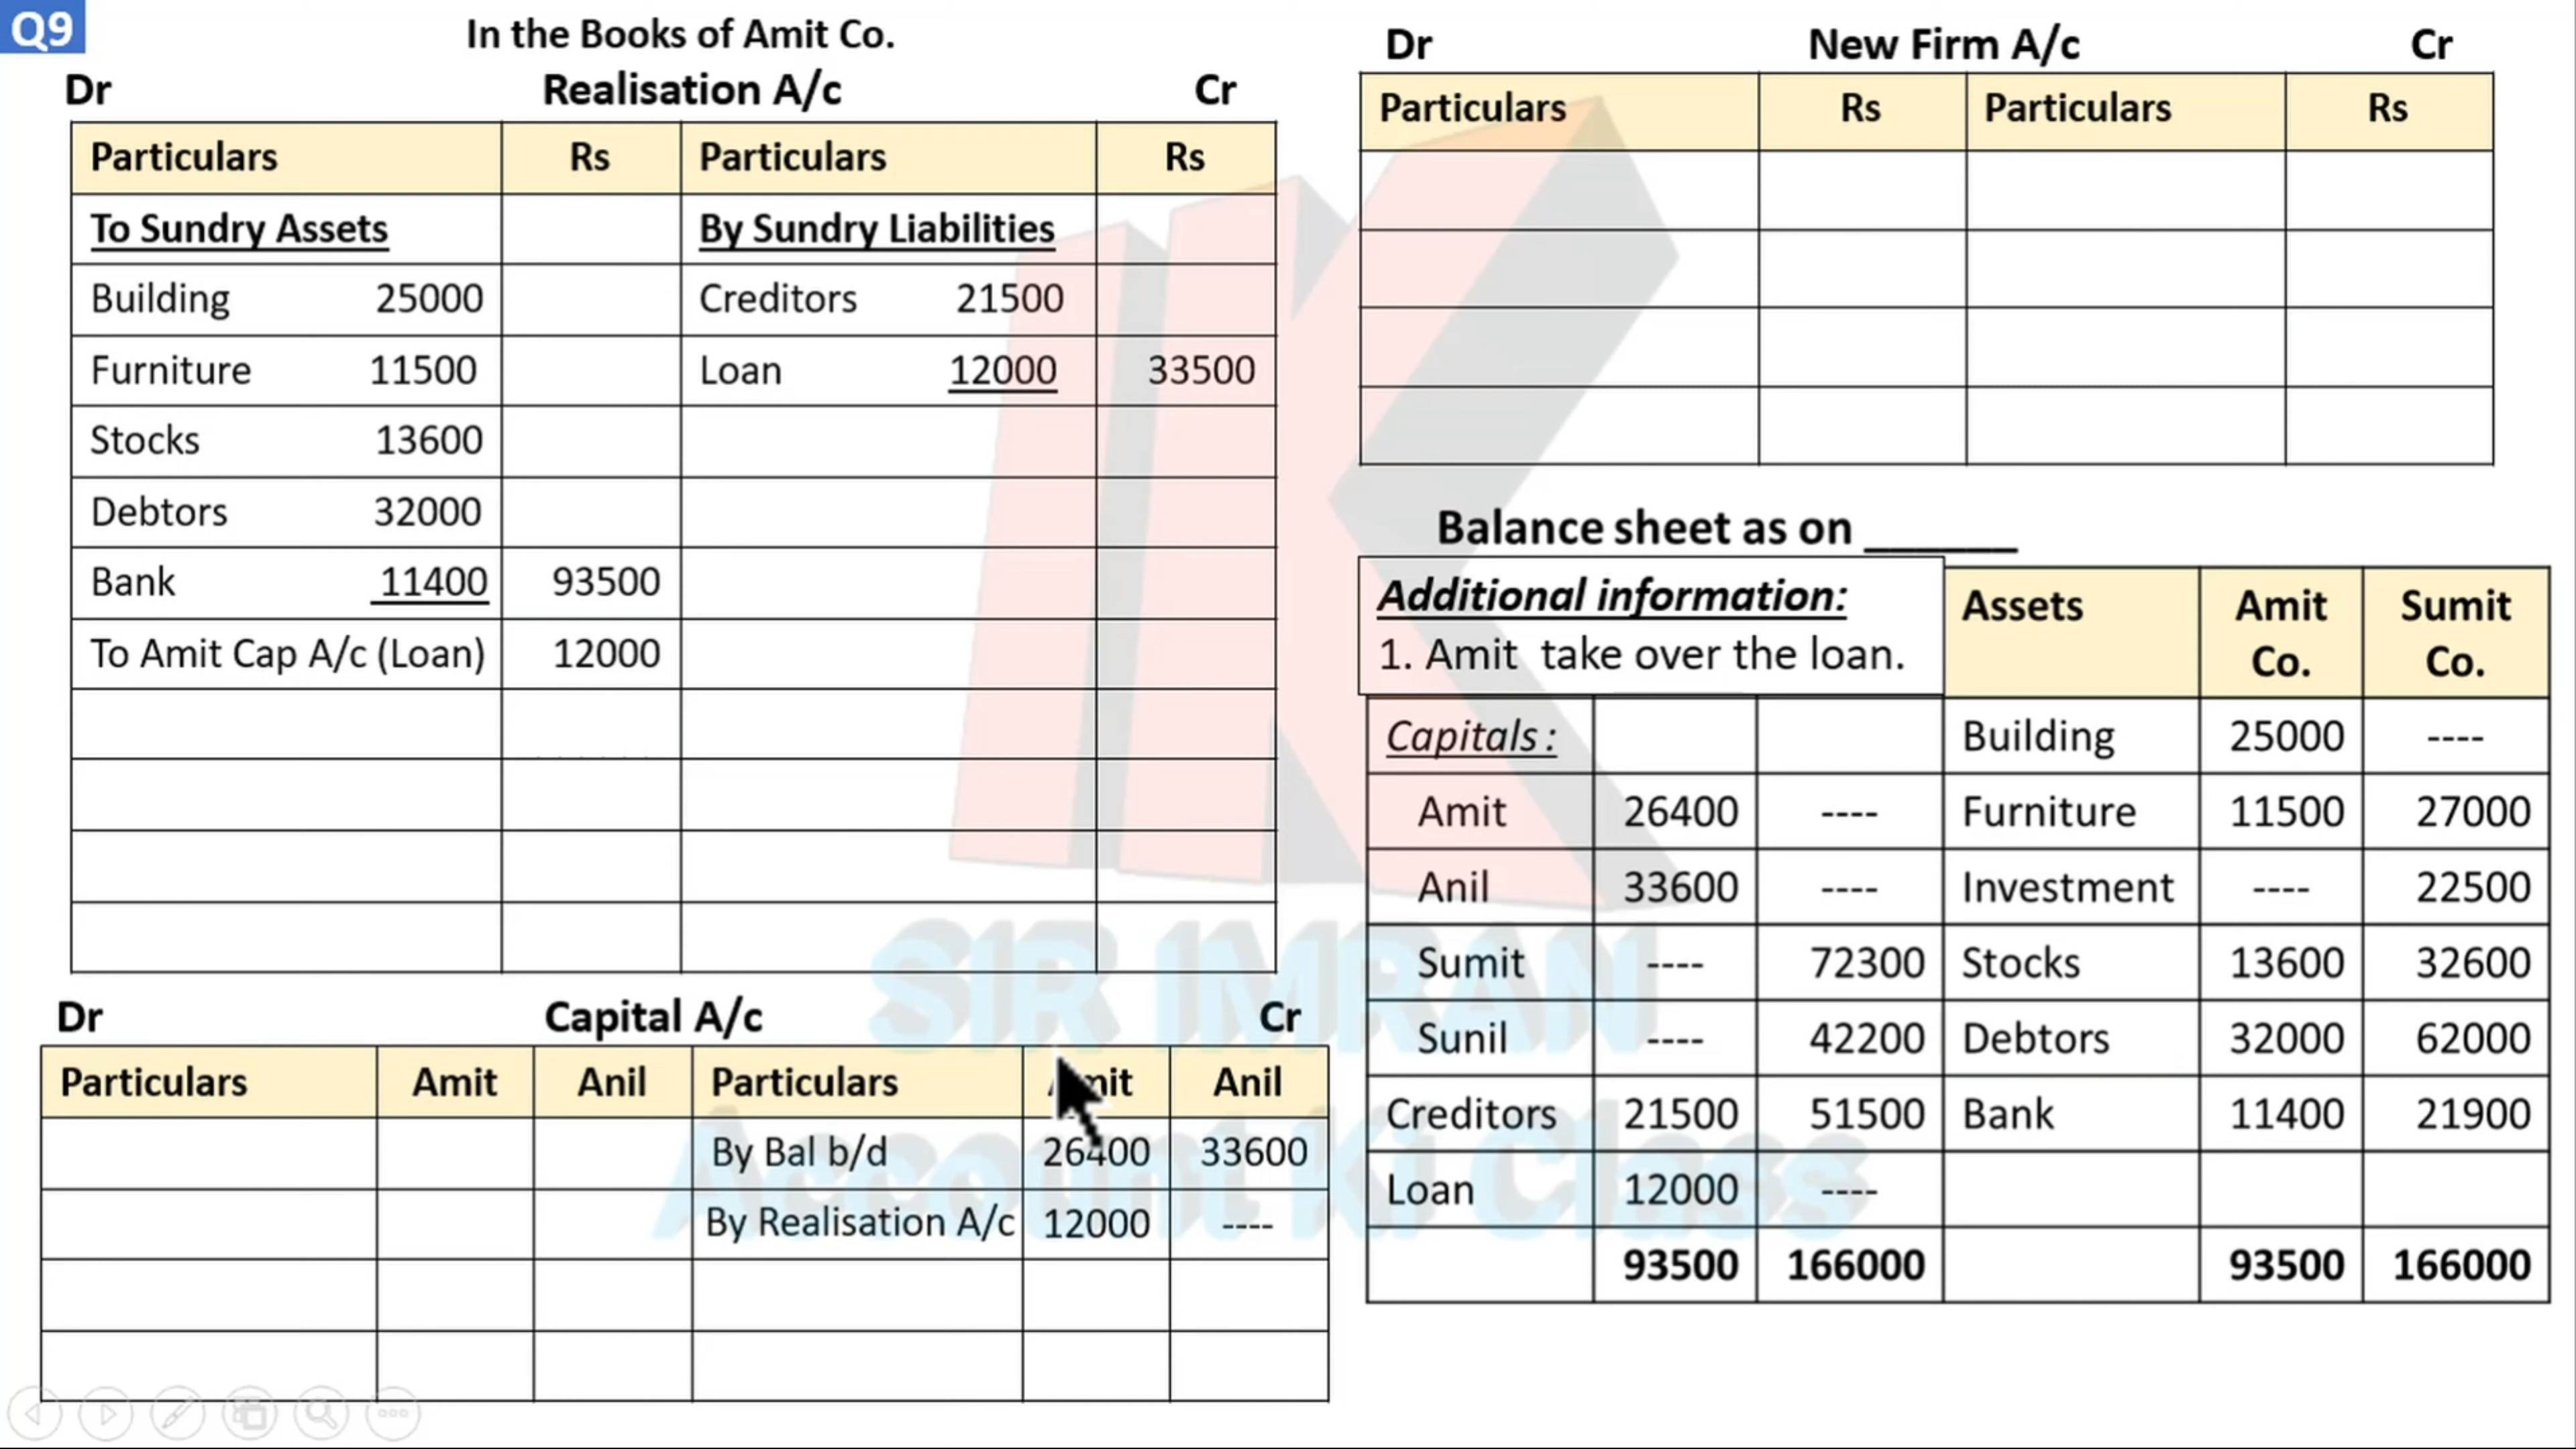 Q9
In the Books of Amit Co.
Dr Realisation A/c Cr
Particulars Rs Particulars Rs
To Sundry Assets By Sundry Liabilities
Building 25000 Creditors 21500
Furniture 11500 Loan 12000 33500
Stocks 13600
Debtors 32000
Bank 11400 93500
To Amit Cap A/c (Loan) 12000
Dr Capital A/c Cr
Particulars Amit Anil Particulars Amit Anil
By Bal b/d 26400 33600
By Realisation A/c 12000 ----
Dr New Firm A/c Cr
Particulars Rs Particulars Rs
Balance sheet as on ______
Additional information:
1. Amit take over the loan.
Assets Amit Co. Sumit Co.
Capitals : Building 25000 ----
Amit 26400 ---- Furniture 11500 27000
Anil 33600 ---- Investment ---- 22500
Sumit ---- 72300 Stocks 13600 32600
Sunil ---- 42200 Debtors 32000 62000
Creditors 21500 51500 Bank 11400 21900
Loan 12000 ----
93500 166000 93500 166000
SIR IMRAN
Account Ki Class